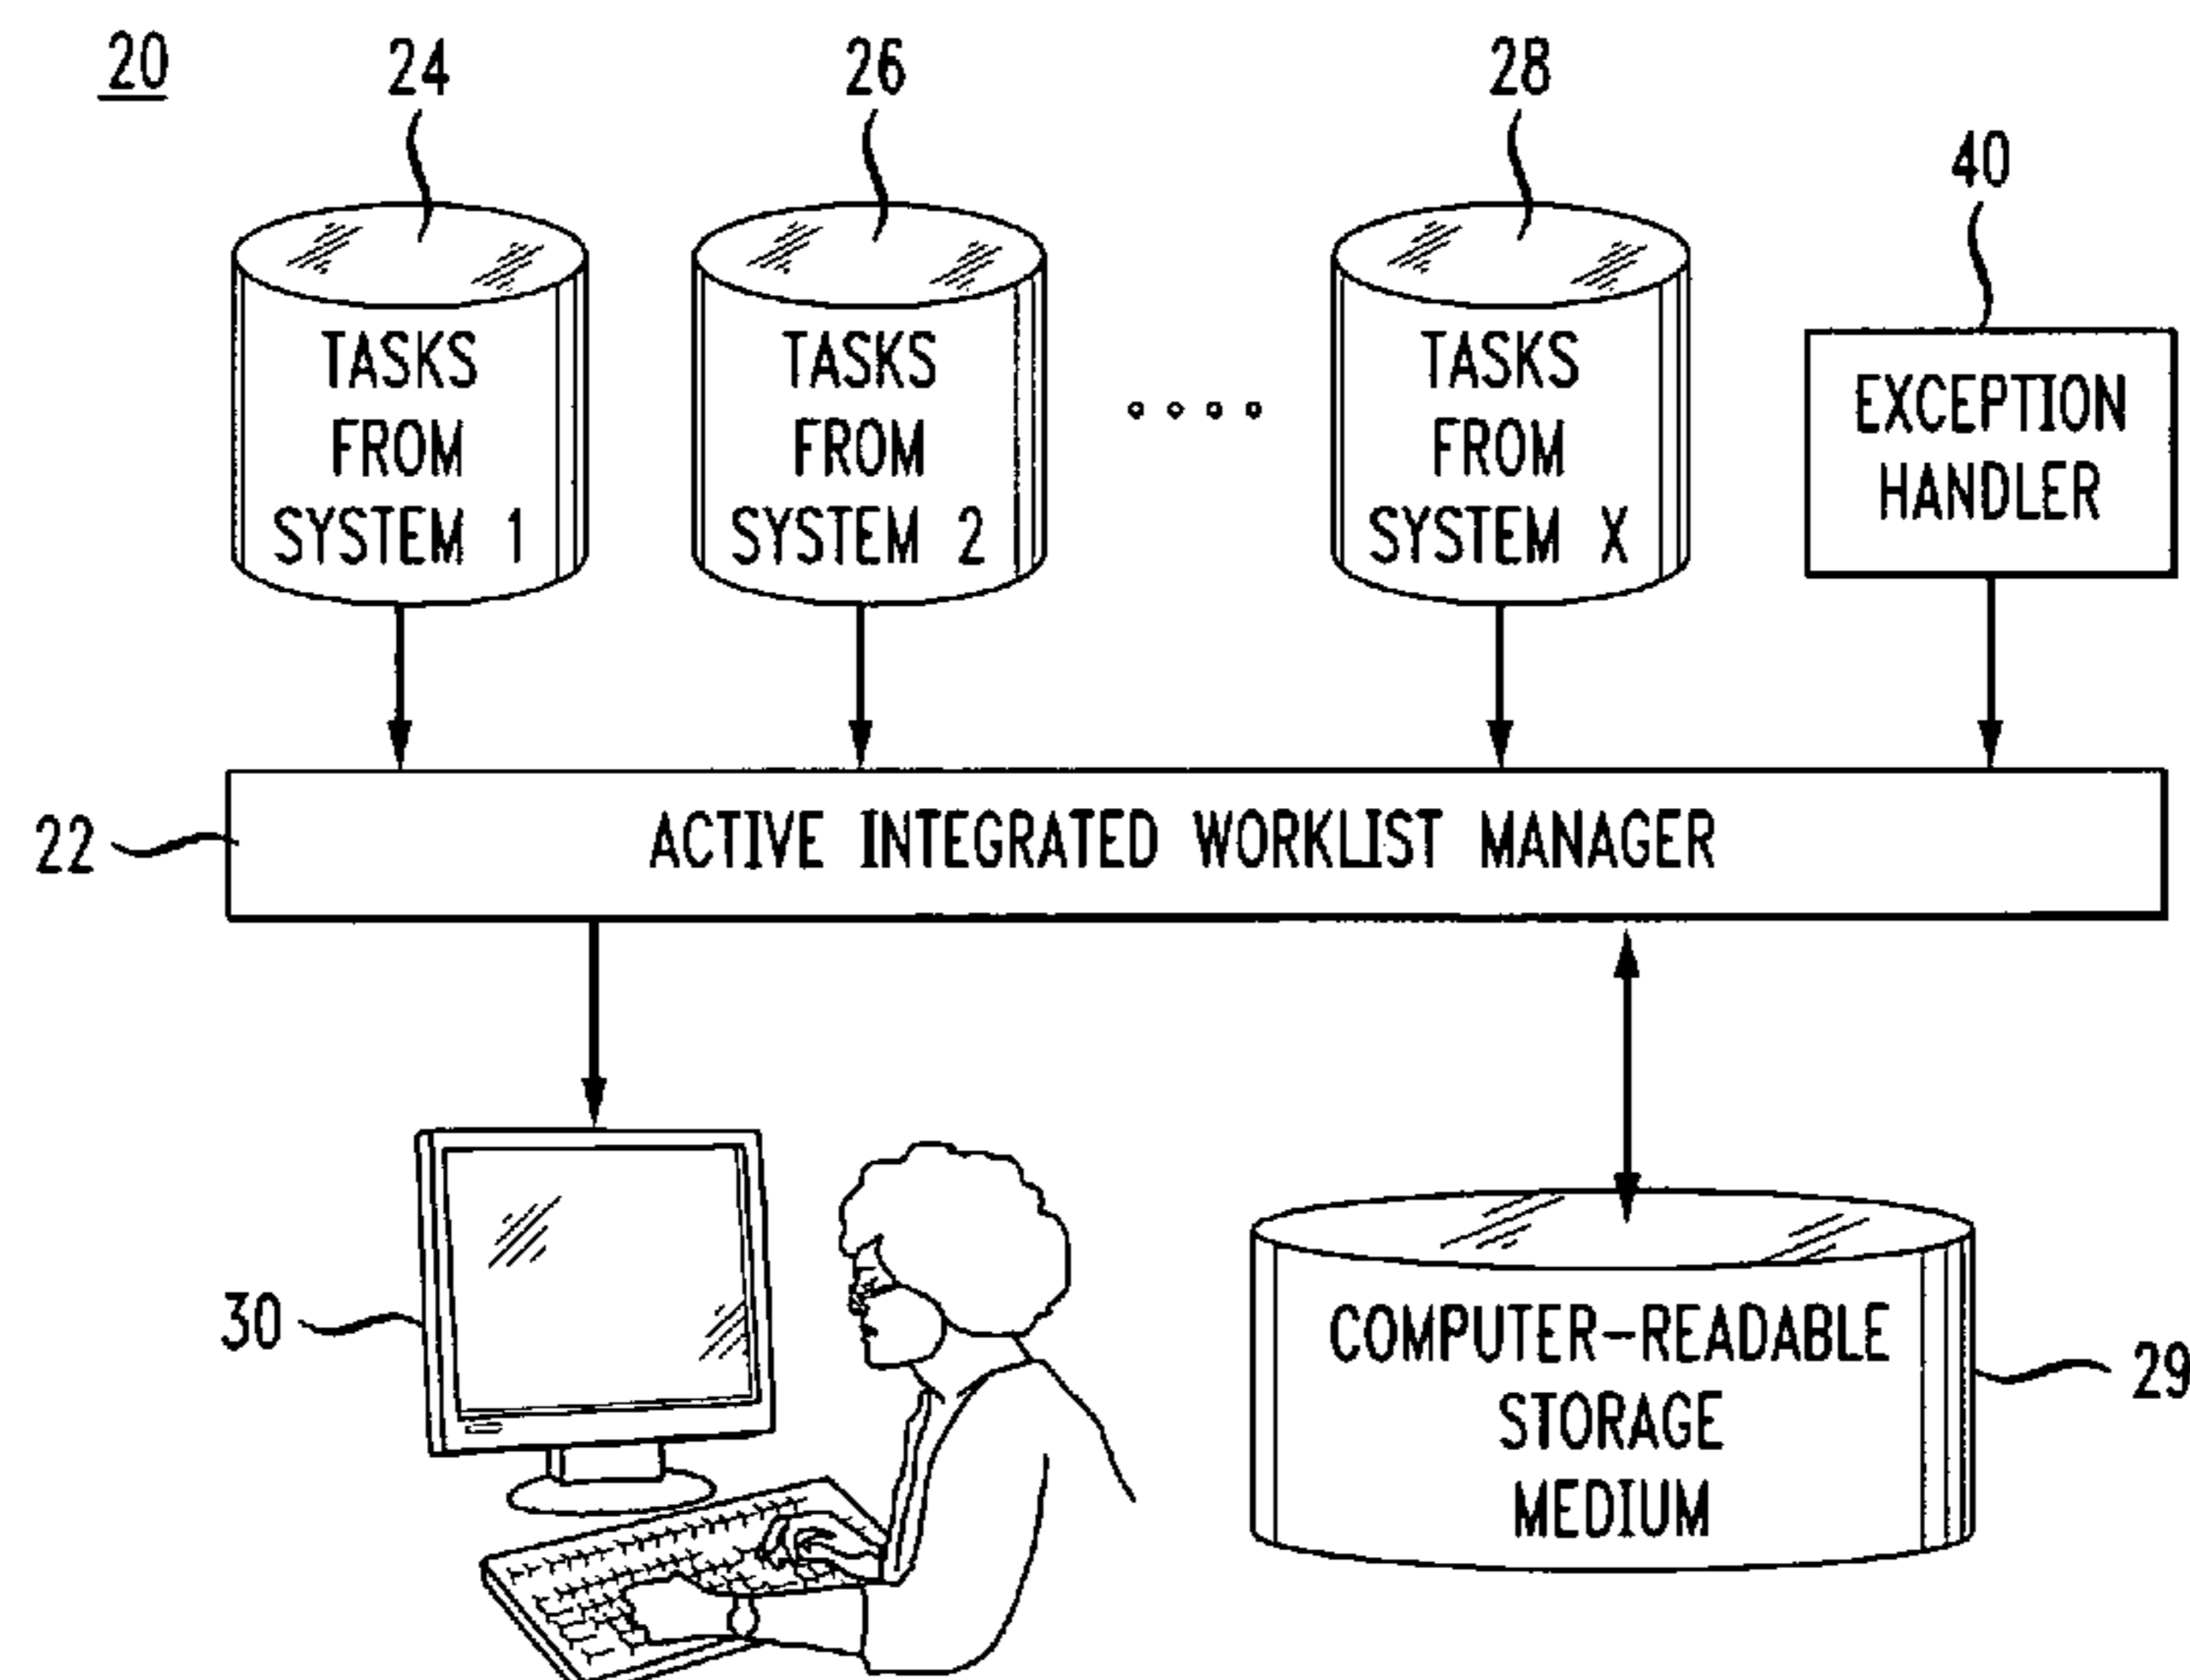 20
24
26
28
40
TASKS
FROM
SYSTEM 1
TASKS
FROM
SYSTEM 2
TASKS
FROM
SYSTEM X
EXCEPTION
HANDLER
22
ACTIVE INTEGRATED WORKLIST MANAGER
30
COMPUTER-READABLE
STORAGE
MEDIUM
29